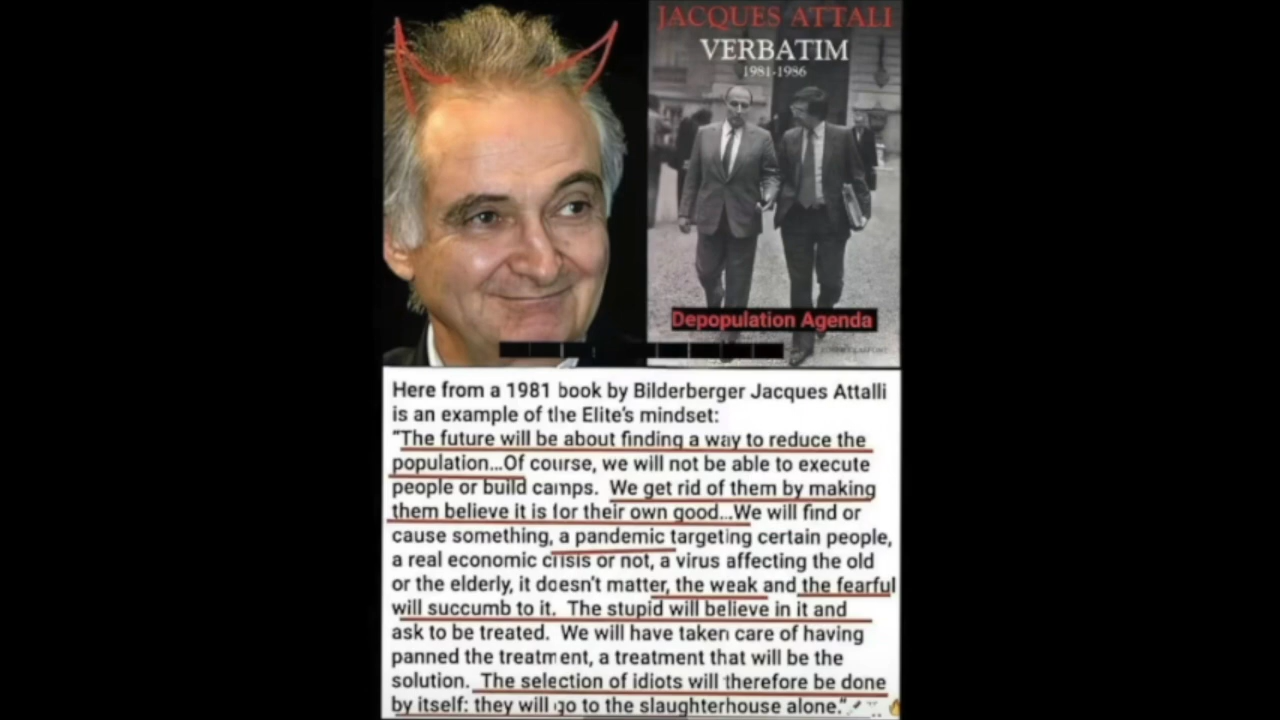 JACQUES ATTALI
VERBATIM
1981-1986
Depopulation Agenda
Here from a 1981 book by Bilderberger Jacques Attalli
is an example of the Elite's mindset:
"The future will be about finding a way to reduce the
population...Of course, we will not be able to execute
people or build camps. We get rid of them by making
them believe it is for their own good...We will find or
cause something, a pandemic targeting certain people,
a real economic crisis or not, a virus affecting the old
or the elderly, it doesn't matter, the weak and the fearful
will succumb to it. The stupid will believe in it and
ask to be treated. We will have taken care of having
panned the treatment, a treatment that will be the
solution. The selection of idiots will therefore be done
by itself: they will go to the slaughterhouse alone."